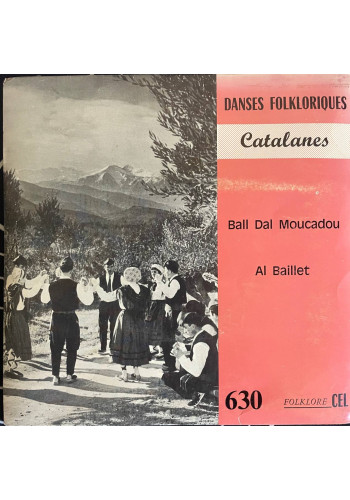 DANSES FOLKLORIQUES
Catalanes
Ball Dal Moucadou
Al Baillet
630 FOLKLORE CEL